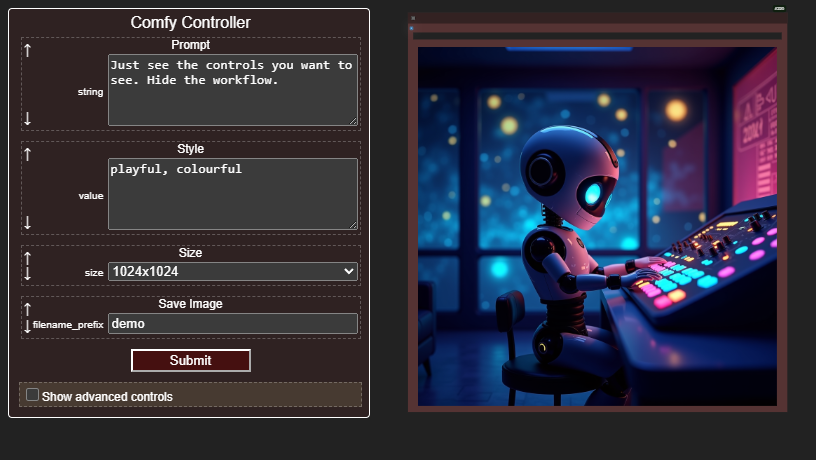 Comfy Controller
Prompt
string
Just see the controls you want to
see. Hide the workflow.
Style
value
playful, colourful
Size
size
1024x1024
Save Image
filename_prefix
demo
Submit
Show advanced controls